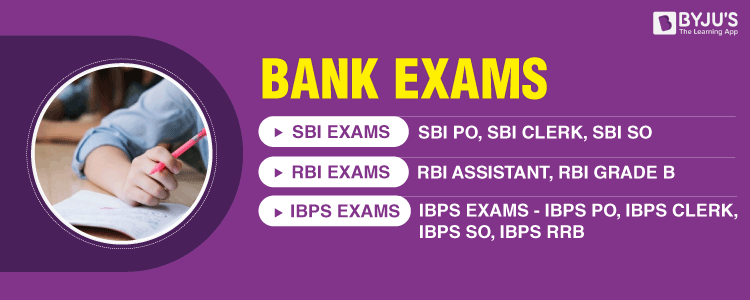 BYJU'S
The Learning App
BANK EXAMS
SBI EXAMS SBI PO, SBI CLERK, SBI SO
RBI EXAMS RBI ASSISTANT, RBI GRADE B
IBPS EXAMS IBPS EXAMS - IBPS PO, IBPS CLERK,
IBPS SO, IBPS RRB